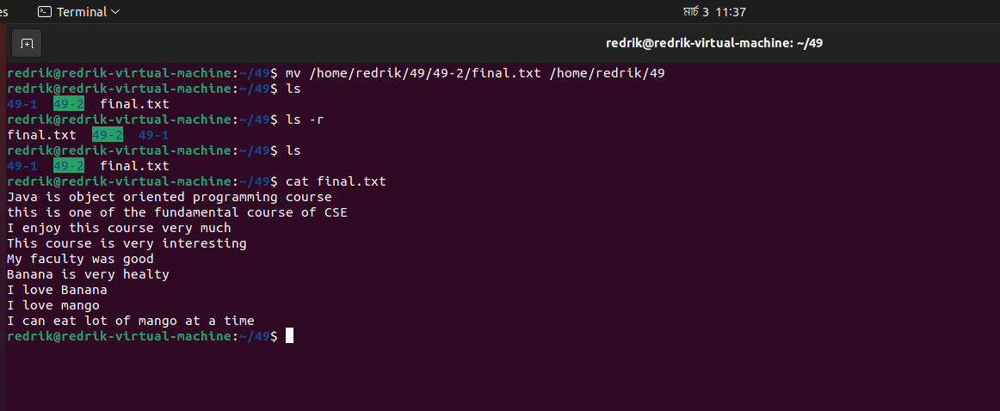 es Terminal মার্চ 3 11:37
redrik@redrik-virtual-machine: ~/49
redrik@redrik-virtual-machine:~/49$ mv /home/redrik/49/49-2/final.txt /home/redrik/49
redrik@redrik-virtual-machine:~/49$ ls
49-1 49-2 final.txt
redrik@redrik-virtual-machine:~/49$ ls -r
final.txt 49-2 49-1
redrik@redrik-virtual-machine:~/49$ ls
49-1 49-2 final.txt
redrik@redrik-virtual-machine:~/49$ cat final.txt
Java is object oriented programming course
this is one of the fundamental course of CSE
I enjoy this course very much
This course is very interesting
My faculty was good
Banana is very healty
I love Banana
I love mango
I can eat lot of mango at a time
redrik@redrik-virtual-machine:~/49$